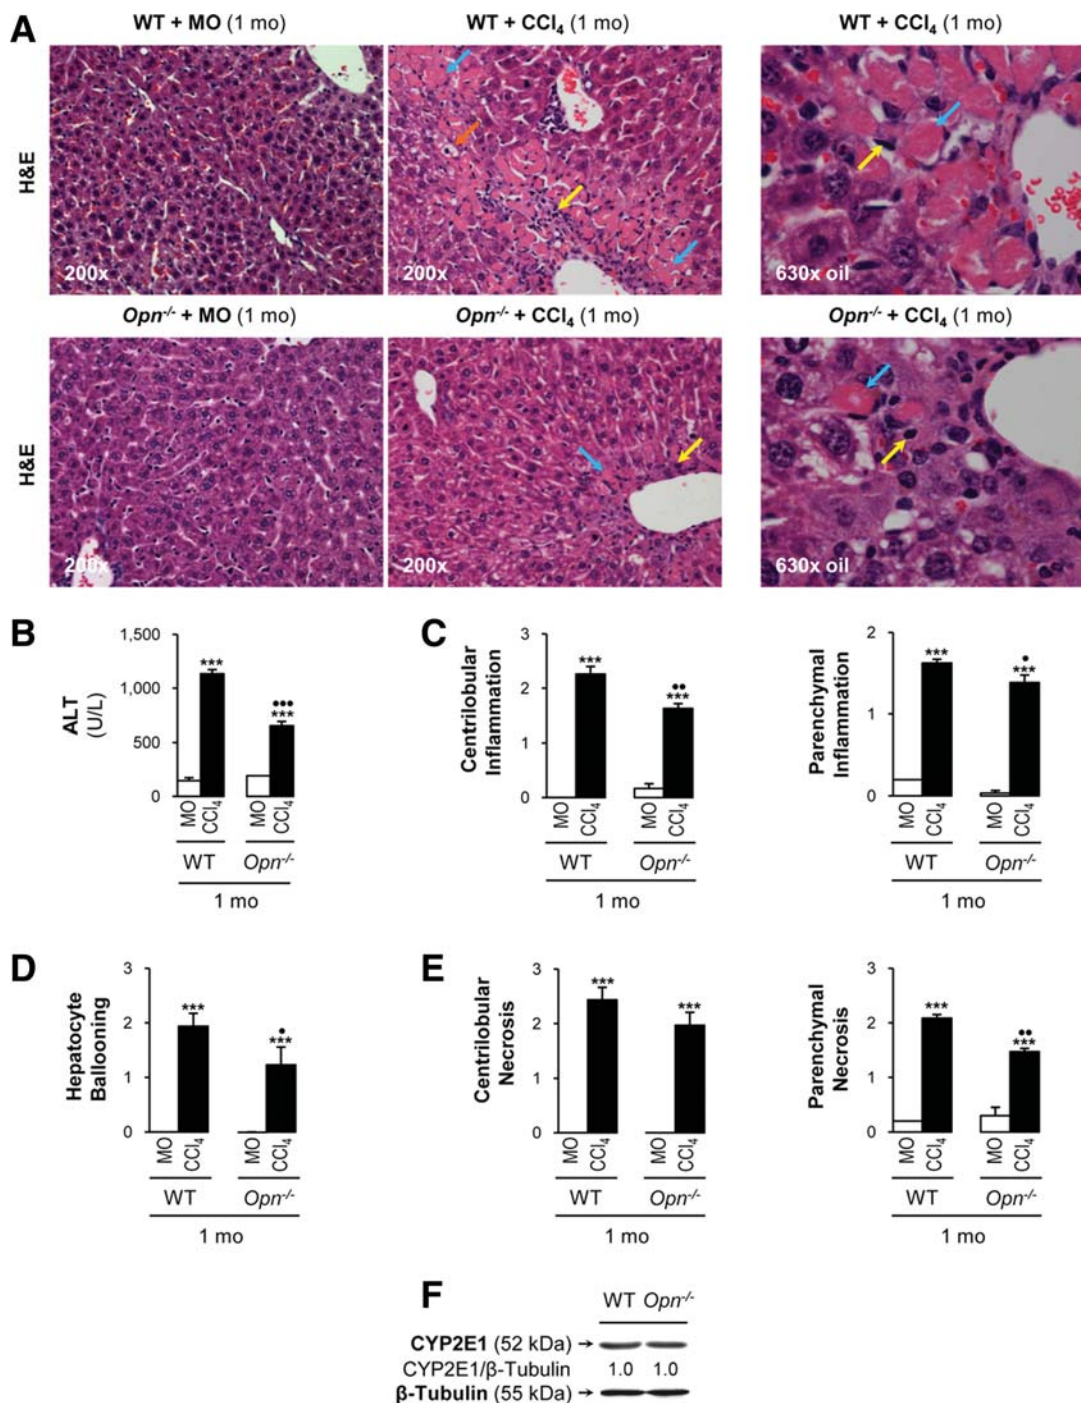 A
WT + MO (1 mo)
WT + CCl₄ (1 mo)
WT + CCl₄ (1 mo)
H&E
200x
200x
630x oil
Opn⁻/⁻ + MO (1 mo)
Opn⁻/⁻ + CCl₄ (1 mo)
Opn⁻/⁻ + CCl₄ (1 mo)
H&E
200x
200x
630x oil
B
ALT
(U/L)
1,500
1,000
500
0
***
•••
***
MO
CCl₄
MO
CCl₄
WT
Opn⁻/⁻
1 mo
C
Centrilobular
Inflammation
3
2
1
0
***
••
***
MO
CCl₄
MO
CCl₄
WT
Opn⁻/⁻
1 mo
Parenchymal
Inflammation
2
1
0
***
•
***
MO
CCl₄
MO
CCl₄
WT
Opn⁻/⁻
1 mo
D
Hepatocyte
Ballooning
3
2
1
0
***
•
***
MO
CCl₄
MO
CCl₄
WT
Opn⁻/⁻
1 mo
E
Centrilobular
Necrosis
3
2
1
0
***
***
MO
CCl₄
MO
CCl₄
WT
Opn⁻/⁻
1 mo
Parenchymal
Necrosis
3
2
1
0
***
••
***
MO
CCl₄
MO
CCl₄
WT
Opn⁻/⁻
1 mo
F
WT Opn⁻/⁻
CYP2E1 (52 kDa) →
CYP2E1/β-Tubulin 1.0 1.0
β-Tubulin (55 kDa) →